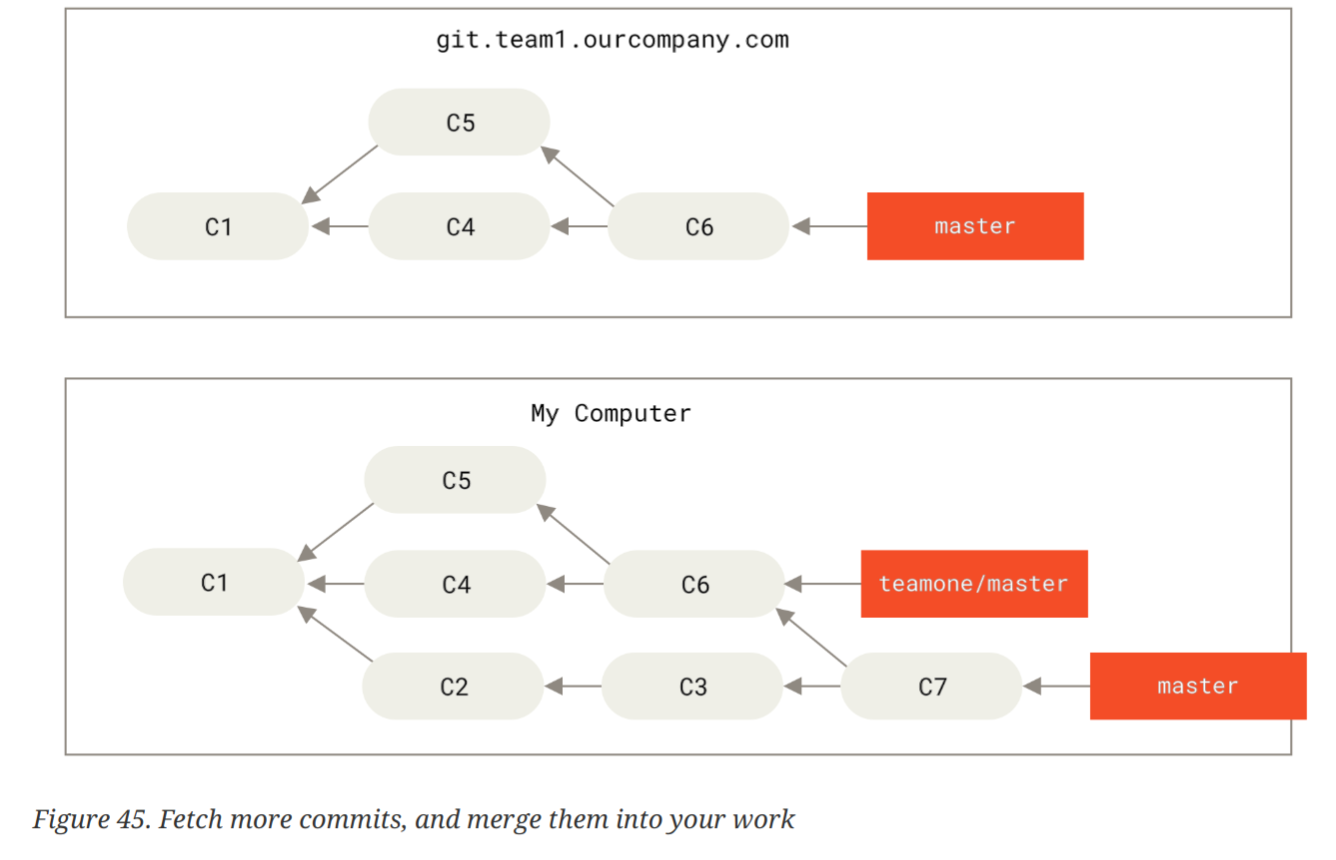 git.team1.ourcompany.com
C5
C1
C4
C6
master
My Computer
C5
C1
C4
C6
teamone/master
C2
C3
C7
master
Figure 45. Fetch more commits, and merge them into your work